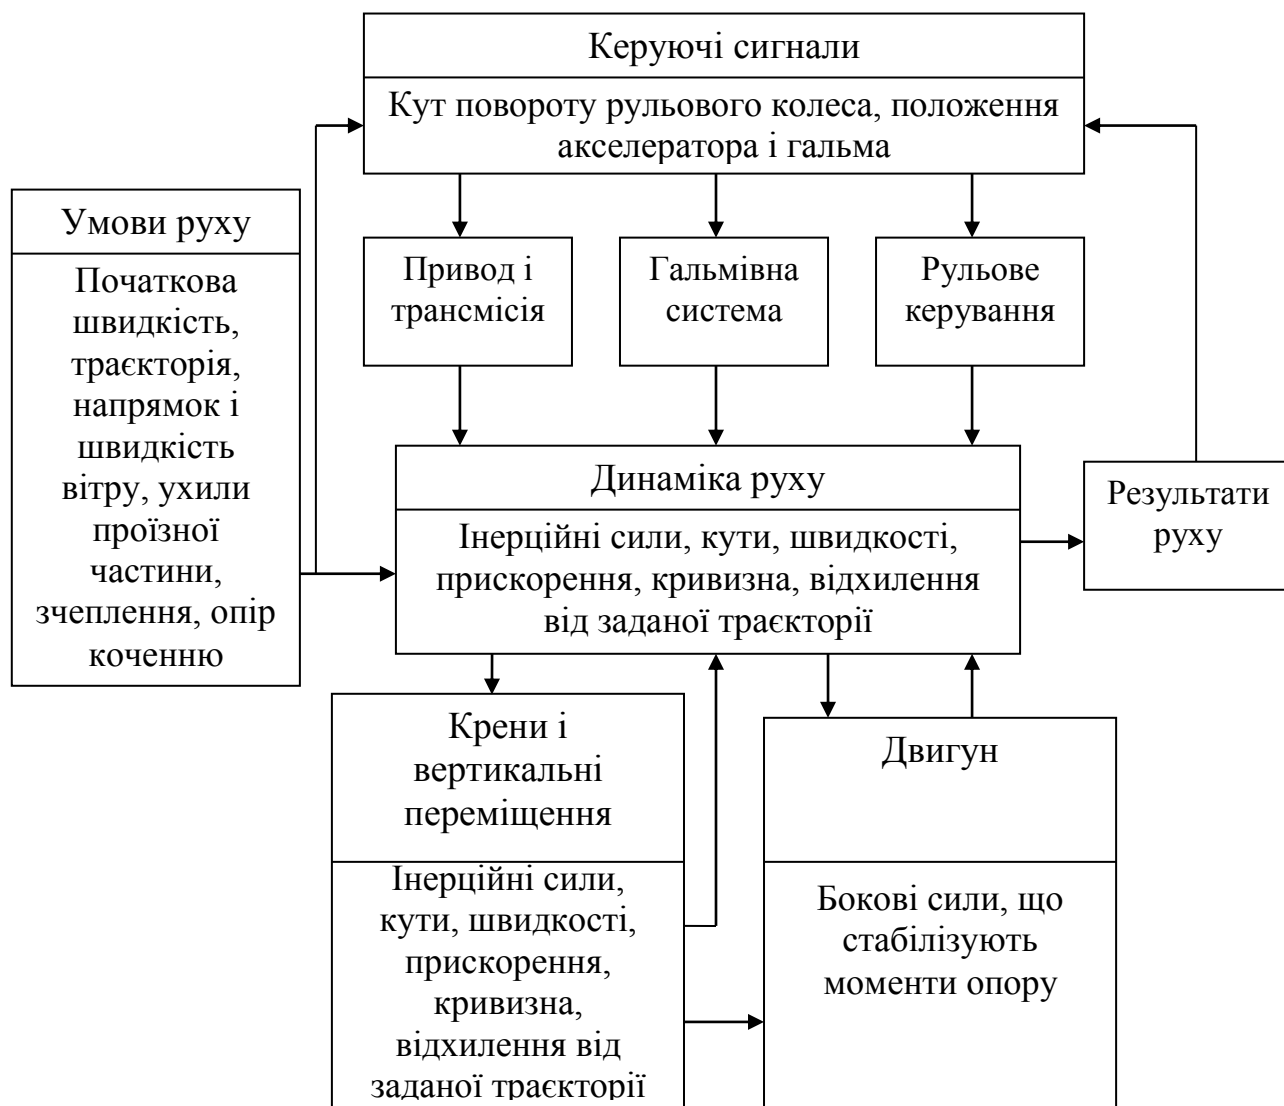 Керуючі сигнали
Кут повороту рульового колеса, положення
акселератора і гальма
Умови руху
Початкова
швидкість,
траєкторія,
напрямок і
швидкість
вітру, ухили
проїзної
частини,
зчеплення, опір
коченню
Привод і
трансмісія
Гальмівна
система
Рульове
керування
Динаміка руху
Інерційні сили, кути, швидкості,
прискорення, кривизна, відхилення
від заданої траєкторії
Результати
руху
Крени і
вертикальні
переміщення
Інерційні сили,
кути, швидкості,
прискорення,
кривизна,
відхилення від
заданої траєкторії
Двигун
Бокові сили, що
стабілізують
моменти опору